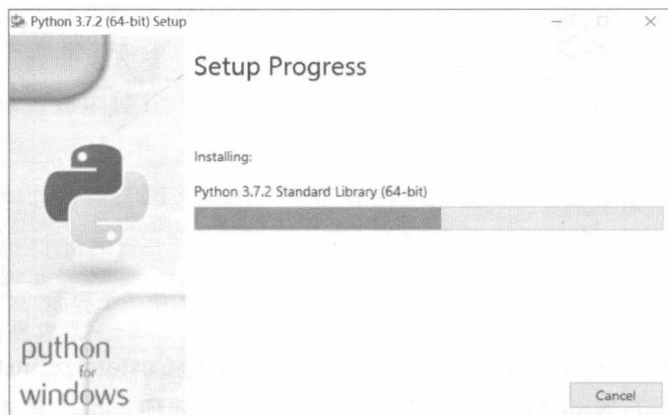 Python 3.7.2 (64-bit) Setup
Setup Progress
Installing:
Python 3.7.2 Standard Library (64-bit)
python
for
windows
Cancel